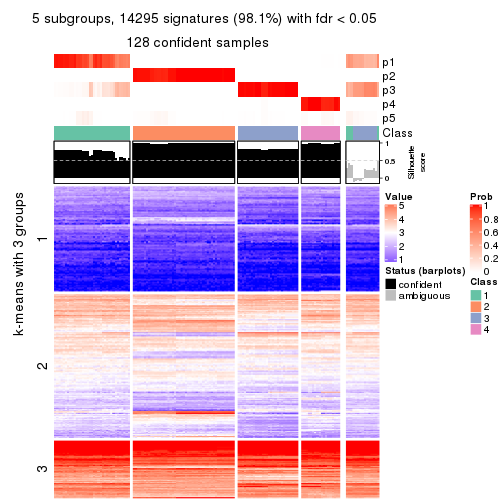 5 subgroups, 14295 signatures (98.1%) with fdr < 0.05
128 confident samples
p1
p2
p3
p4
p5
Class
1
0.5
0
Silhouette
score
k-means with 3 groups
1
2
3
Value
5
4
3
2
1
Status (barplots)
confident
ambiguous
Prob
1
0.8
0.6
0.4
0.2
0
Class
1
2
3
4